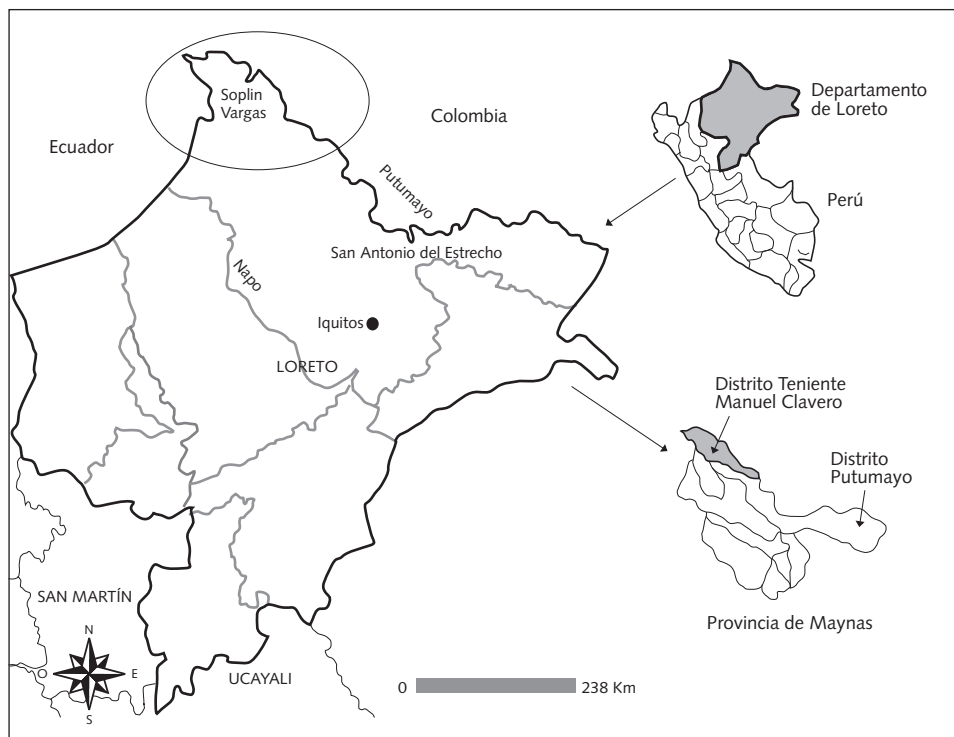 Soplin
Vargas
Ecuador
Colombia
Putumayo
San Antonio del Estrecho
Napo
Iquitos
LORETO
SAN MARTÍN
UCAYALI
N
O
E
S
0
238 Km
Departamento
de Loreto
Perú
Distrito Teniente
Manuel Clavero
Distrito
Putumayo
Provincia de Maynas